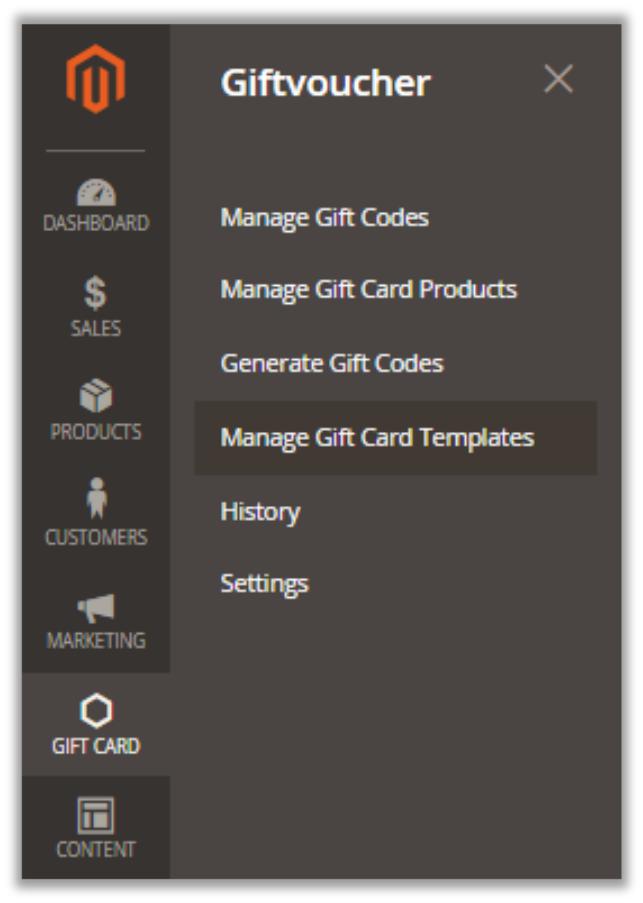 Giftvoucher
DASHBOARD
SALES
PRODUCTS
CUSTOMERS
MARKETING
GIFT CARD
CONTENT
Manage Gift Codes
Manage Gift Card Products
Generate Gift Codes
Manage Gift Card Templates
History
Settings